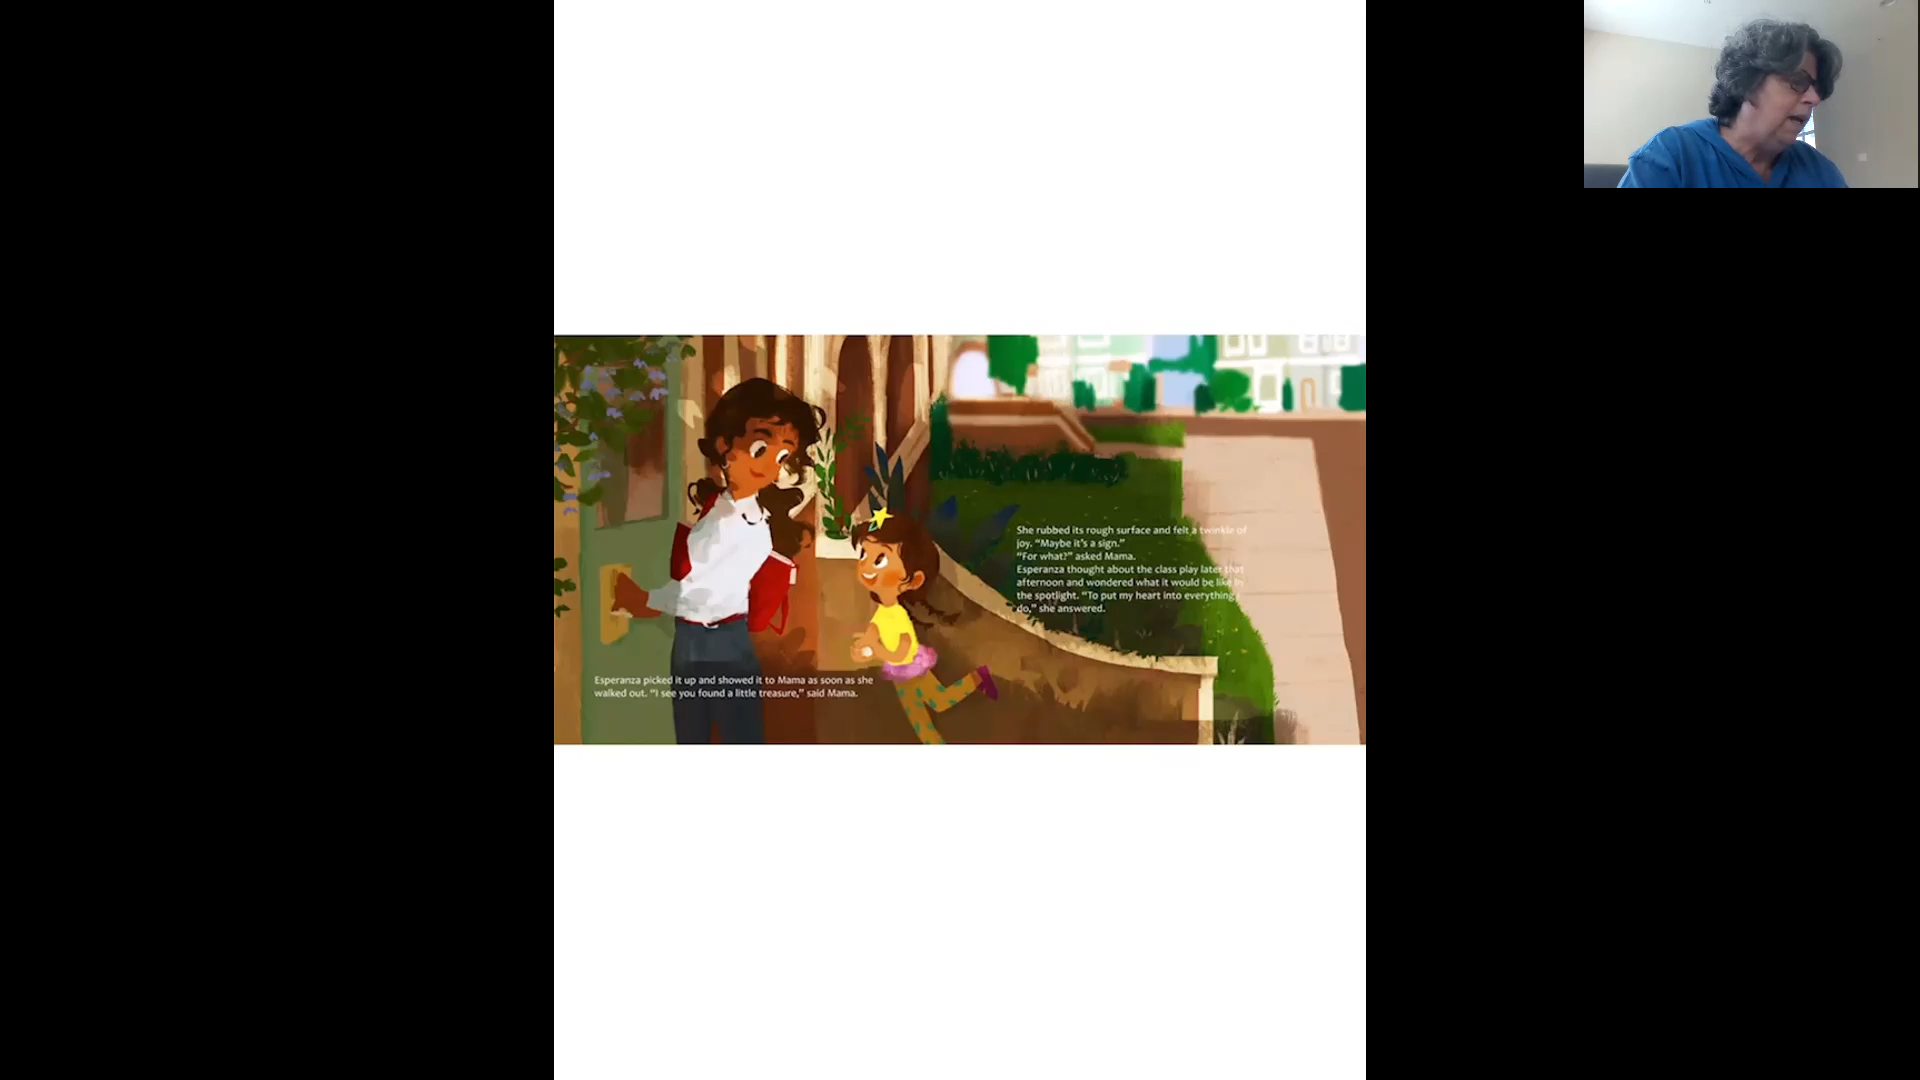 Esperanza picked it up and showed it to Mama as soon as she
walked out. “I see you found a little treasure,” said Mama.
She rubbed its rough surface and felt a twinkle of
joy. “Maybe it’s a sign.”
“For what?” asked Mama.
Esperanza thought about the class play later that
afternoon and wondered what it would be like in
the spotlight. “To put my heart into everything I
do,” she answered.